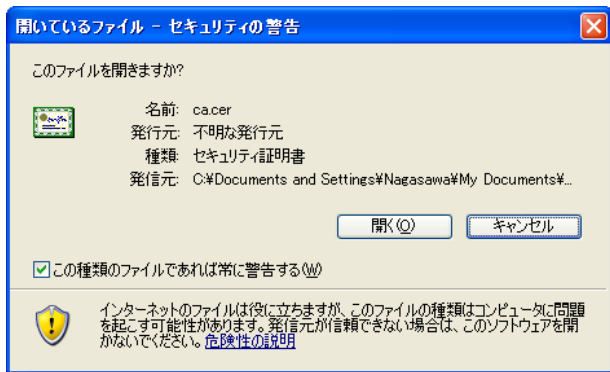 開いているファイル - セキュリティの警告
このファイルを開きますか?
名前: ca.cer
発行元: 不明な発行元
種類: セキュリティ証明書
発信元: C:¥Documents and Settings¥Nagasawa¥My Documents¥...
開く(O)
キャンセル
この種類のファイルであれば常に警告する(W)
インターネットのファイルは役に立ちますが、このファイルの種類はコンピュータに問題
を起こす可能性があります。発信元が信頼できない場合は、このソフトウェアを開
かないでください。危険性の説明